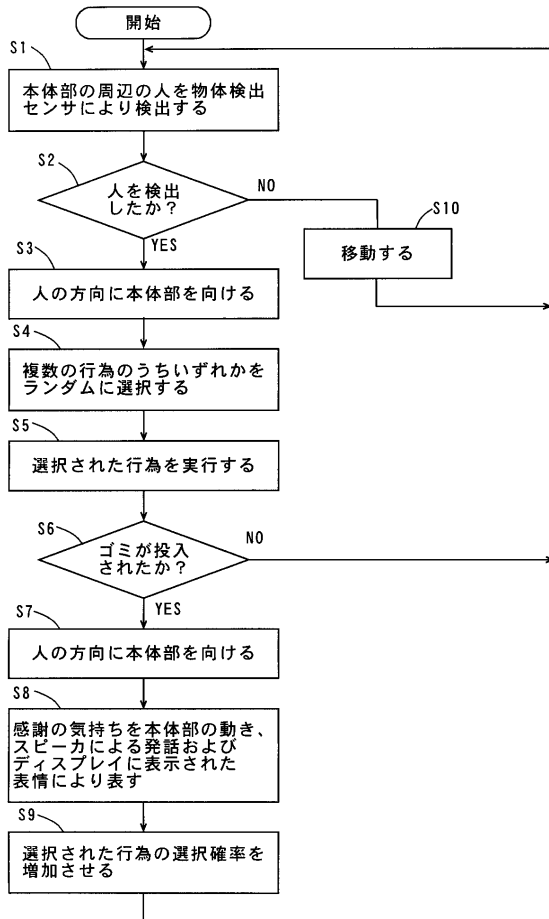 開始
S1
本体部の周辺の人を物体検出
センサにより検出する
S2
人を検出
したか?
NO
YES
S10
移動する
S3
人の方向に本体部を向ける
S4
複数の行為のうちいずれかを
ランダムに選択する
S5
選択された行為を実行する
S6
ゴミが投入
されたか?
NO
YES
S7
人の方向に本体部を向ける
S8
感謝の気持ちを本体部の動き、
スピーカによる発話および
ディスプレイに表示された
表情により表す
S9
選択された行為の選択確率を
増加させる